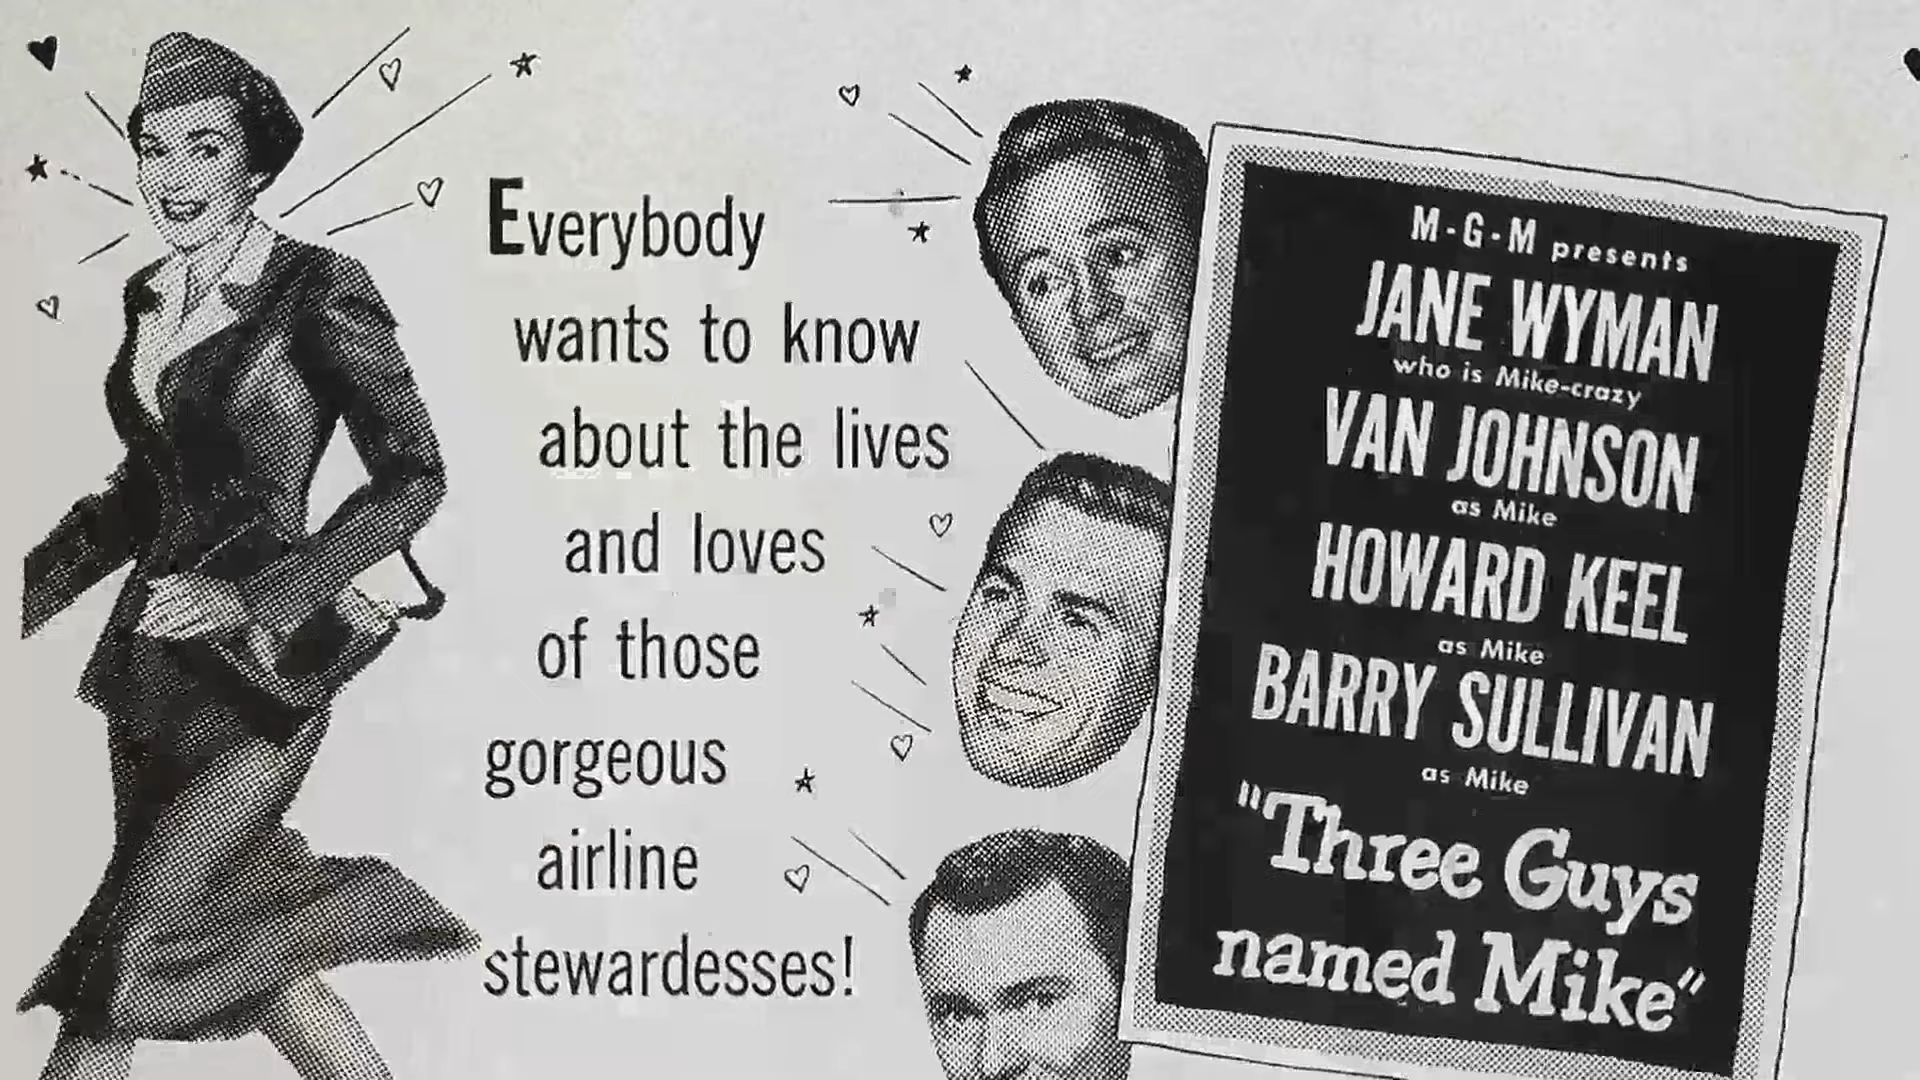 Everybody
wants to know
about the lives
and loves
of those
gorgeous
airline
stewardesses!
M-G-M presents
JANE WYMAN
who is Mike-crazy
VAN JOHNSON
as Mike
HOWARD KEEL
as Mike
BARRY SULLIVAN
as Mike
"Three Guys
named Mike"